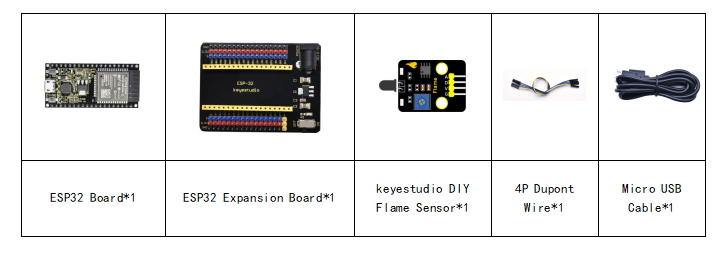 ESP-32
keyestudio
Flame
ESP32 Board*1
ESP32 Expansion Board*1
keyestudio DIY
Flame Sensor*1
4P Dupont
Wire*1
Micro USB
Cable*1